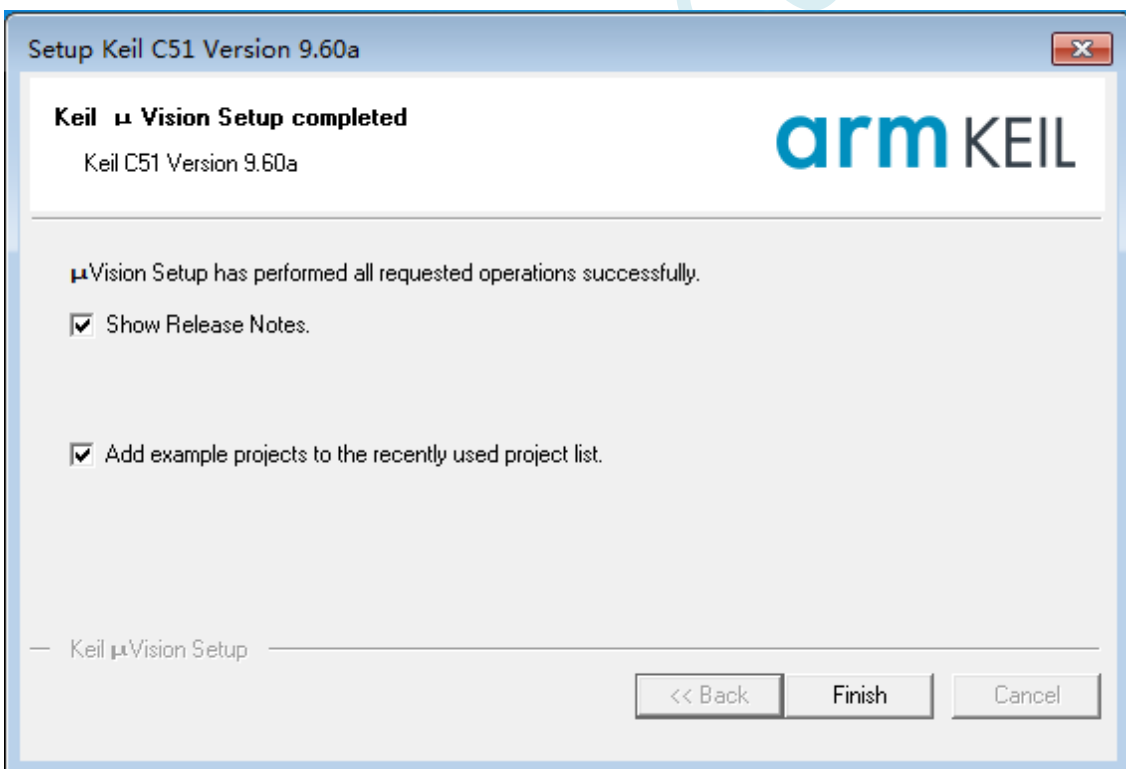 Setup Keil C51 Version 9.60a
Keil μ Vision Setup completed
Keil C51 Version 9.60a
arm KEIL
μVision Setup has performed all requested operations successfully.
Show Release Notes.
Add example projects to the recently used project list.
Keil μVision Setup
<< Back
Finish
Cancel